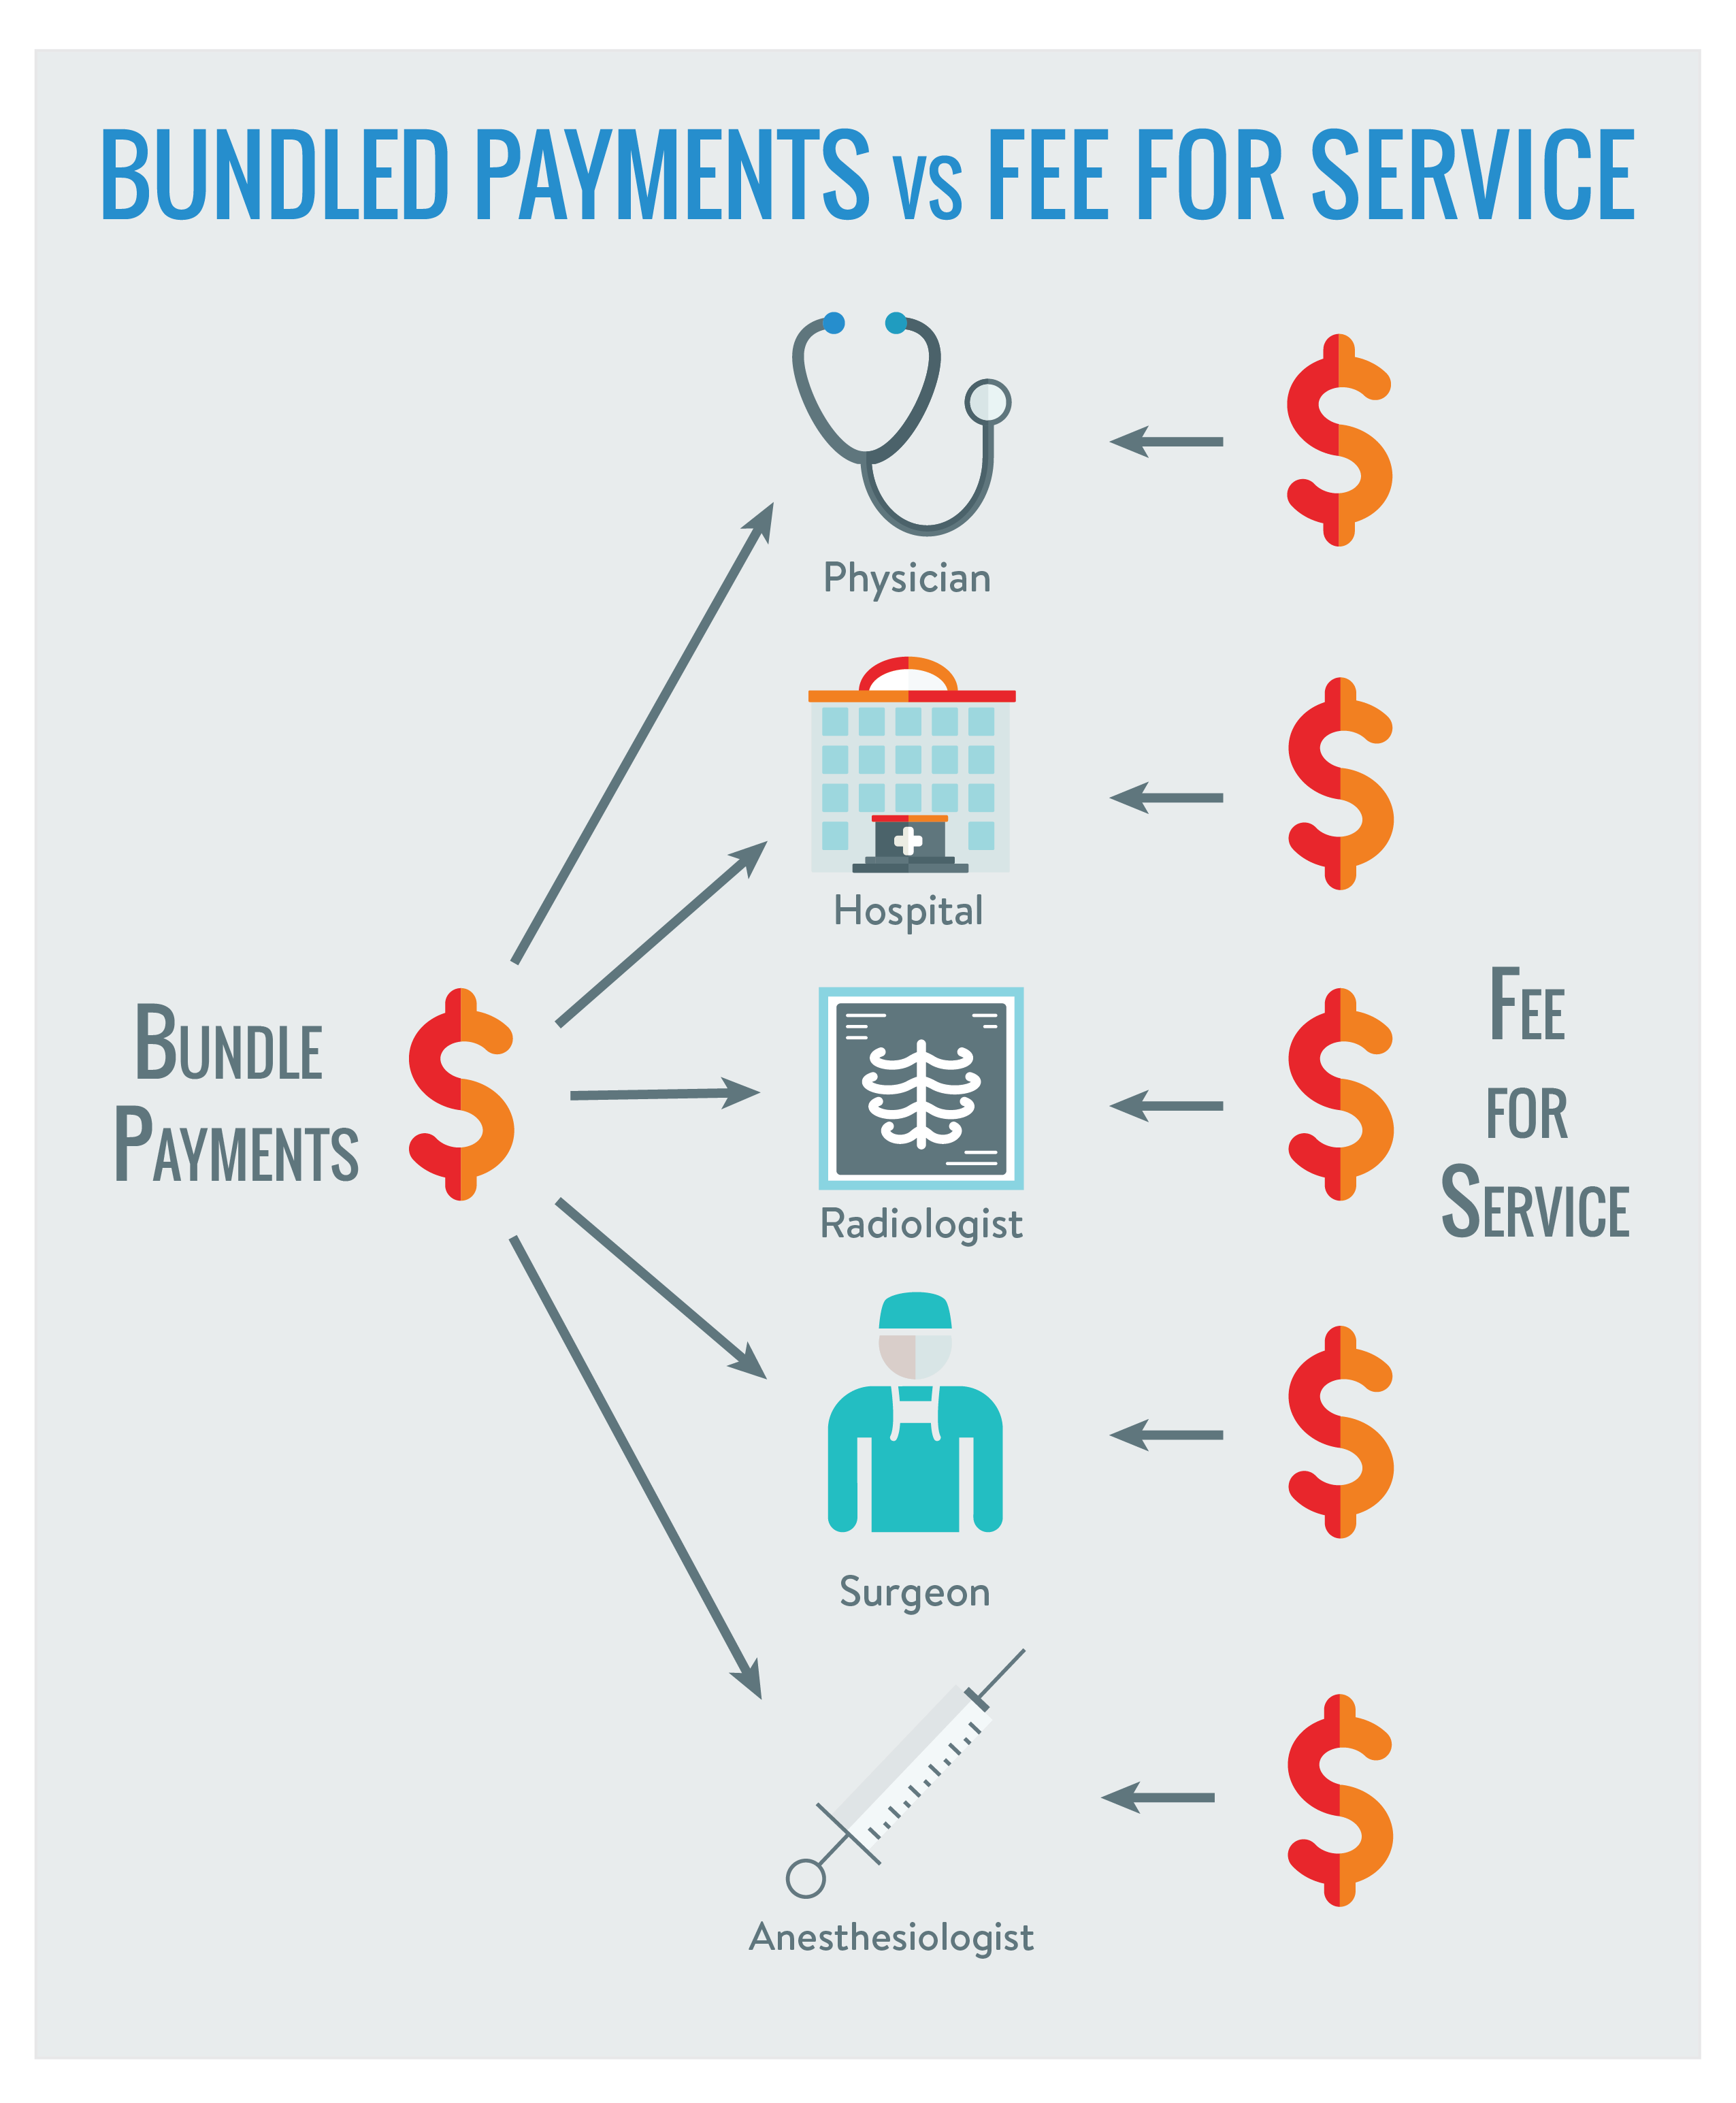 BUNDLED PAYMENTS VS FEE FOR SERVICE
Physician
Hospital
BUNDLE
PAYMENTS
Radiologist
FEE
FOR
SERVICE
Surgeon
Anesthesiologist